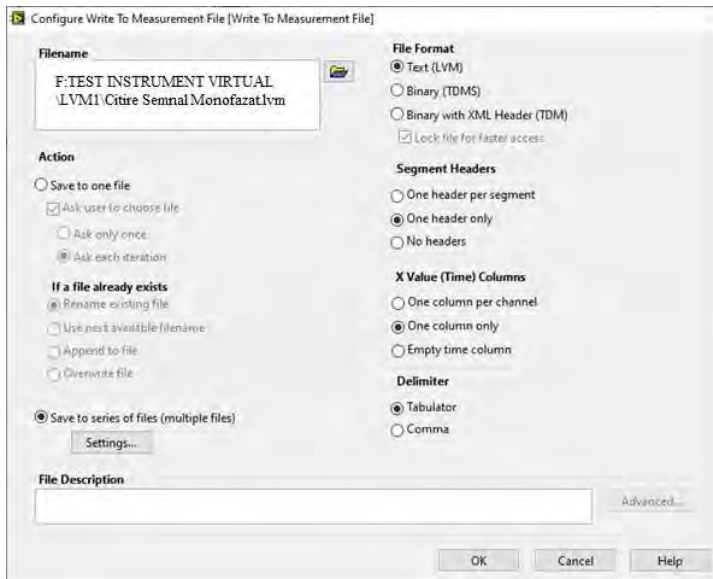 Configure Write To Measurement File [Write To Measurement File]
Filename
F:TEST INSTRUMENT VIRTUAL
\LVM1\Citire Semnal Monofazat.lvm
Action
Save to one file
Ask user to choose file
Ask only once
Ask each iteration
If a file already exists
Rename existing file
Use next available filename
Append to file
Overwrite file
Save to series of files (multiple files)
Settings...
File Format
Text (LVM)
Binary (TDMS)
Binary with XML Header (TDM)
Lock file for faster access
Segment Headers
One header per segment
One header only
No headers
X Value (Time) Columns
One column per channel
One column only
Empty time column
Delimiter
Tabulator
Comma
File Description
Advanced...
OK
Cancel
Help